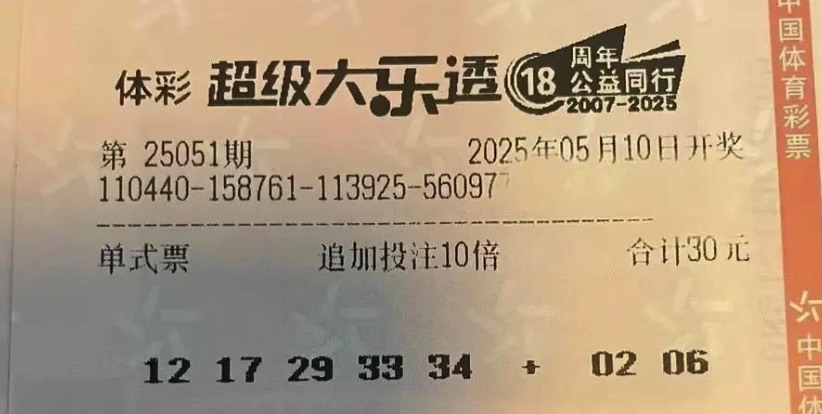 体彩 超级大乐透 18 周年 公益同行 2007-2025
第 25051期 2025年05月10日开奖
110440-158761-113925-560977
单式票 追加投注10倍 合计30元
12 17 29 33 34 + 02 06
中国体育彩票
中国体